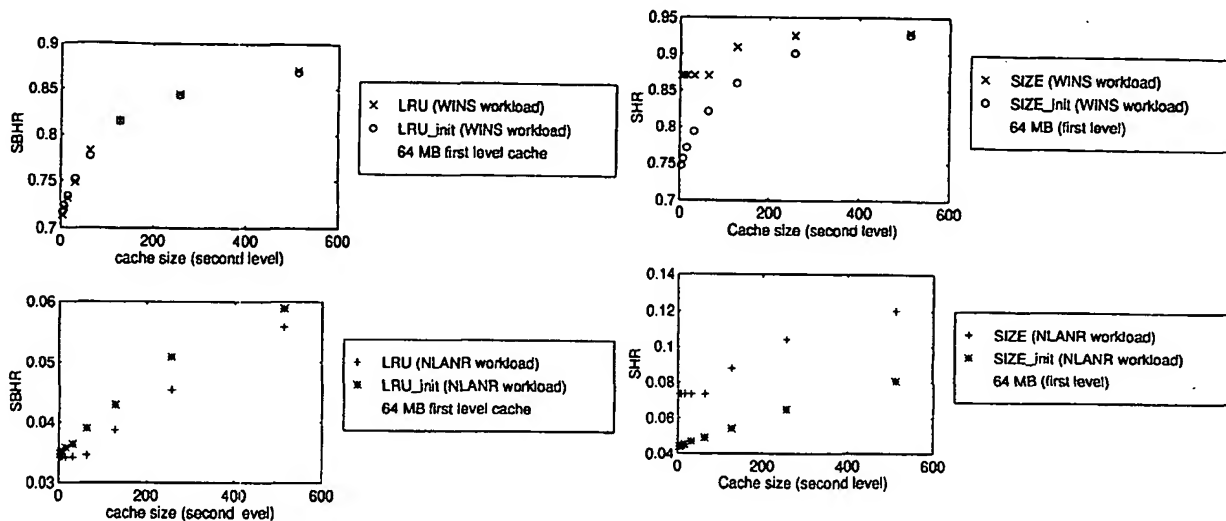 0.9
0.85
0.8
0.75
0.7
SBHR
0 200 400 600
cache size (second level)
× LRU (WINS workload)
o LRU_init (WINS workload)
64 MB first level cache
0.95
0.9
0.85
0.8
0.75
0.7
SHR
0 200 400 600
Cache size (second level)
× SIZE (WINS workload)
o SIZE_init (WINS workload)
64 MB (first level)
0.06
0.05
0.04
0.03
SBHR
0 200 400 600
cache size (second level)
+ LRU (NLANR workload)
* LRU_init (NLANR workload)
64 MB first level cache
0.14
0.12
0.10
0.08
0.06
0.04
SHR
0 200 400 600
Cache size (second level)
+ SIZE (NLANR workload)
* SIZE_init (NLANR workload)
64 MB (first level)